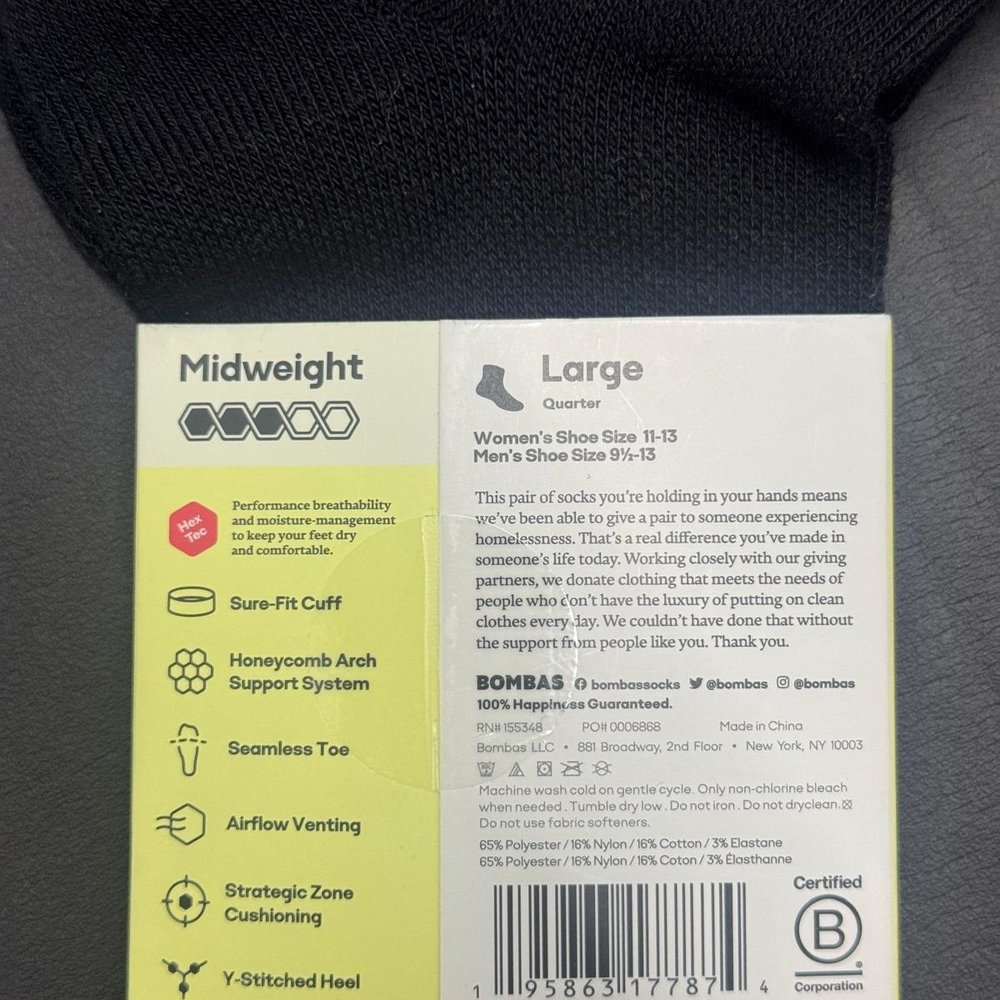 Midweight
Hex
Tec
Performance breathability
and moisture-management
to keep your feet dry
and comfortable.
Sure-Fit Cuff
Honeycomb Arch
Support System
Seamless Toe
Airflow Venting
Strategic Zone
Cushioning
Y-Stitched Heel
Large
Quarter
Women's Shoe Size 11-13
Men's Shoe Size 9½-13
This pair of socks you're holding in your hands means
we've been able to give a pair to someone experiencing
homelessness. That's a real difference you've made in
someone's life today. Working closely with our giving
partners, we donate clothing that meets the needs of
people who don't have the luxury of putting on clean
clothes every day. We couldn't have done that without
the support from people like you. Thank you.
BOMBAS bombassocks @bombas @bombas
100% Happiness Guaranteed.
RN# 155348 PO# 0006868 Made in China
Bombas LLC • 881 Broadway, 2nd Floor • New York, NY 10003
Machine wash cold on gentle cycle. Only non-chlorine bleach
when needed. Tumble dry low. Do not iron. Do not dryclean.
Do not use fabric softeners.
65% Polyester / 16% Nylon / 16% Cotton / 3% Elastane
65% Polyester / 16% Nylon / 16% Coton / 3% Élasthanne
1 95863 17787 4
Certified
B
®
Corporation